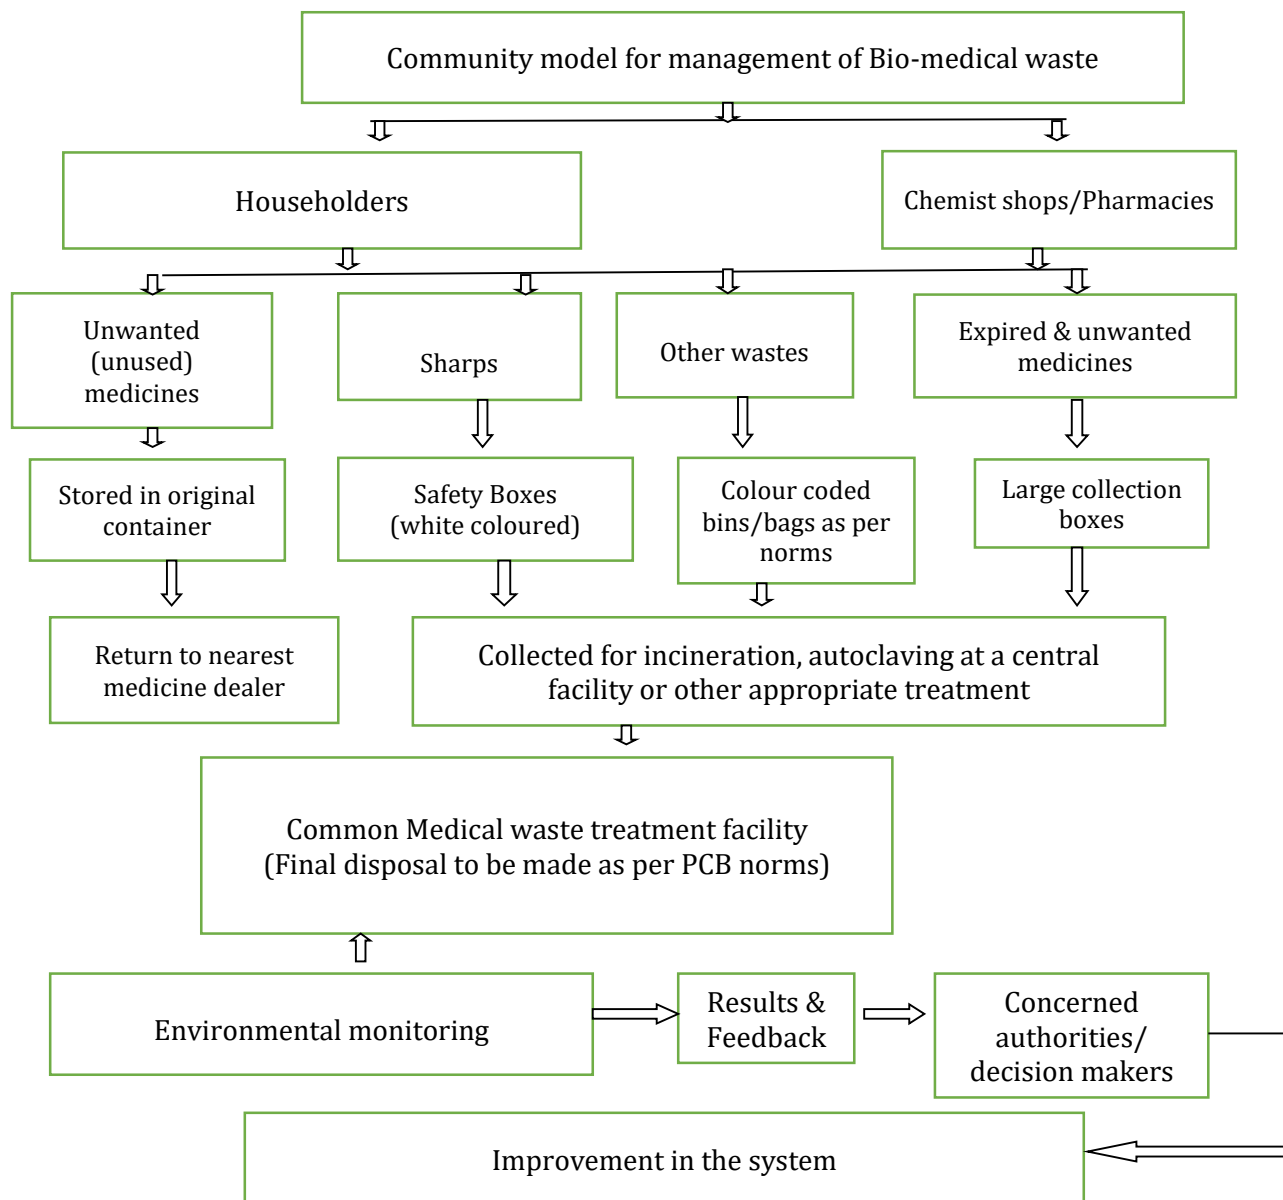 Community model for management of Bio-medical waste
Householders
Chemist shops/Pharmacies
Unwanted
(unused)
medicines
Sharps
Other wastes
Expired & unwanted
medicines
Stored in original
container
Safety Boxes
(white coloured)
Colour coded
bins/bags as per
norms
Large collection
boxes
Return to nearest
medicine dealer
Collected for incineration, autoclaving at a central
facility or other appropriate treatment
Common Medical waste treatment facility
(Final disposal to be made as per PCB norms)
Environmental monitoring
Results &
Feedback
Concerned
authorities/
decision makers
Improvement in the system